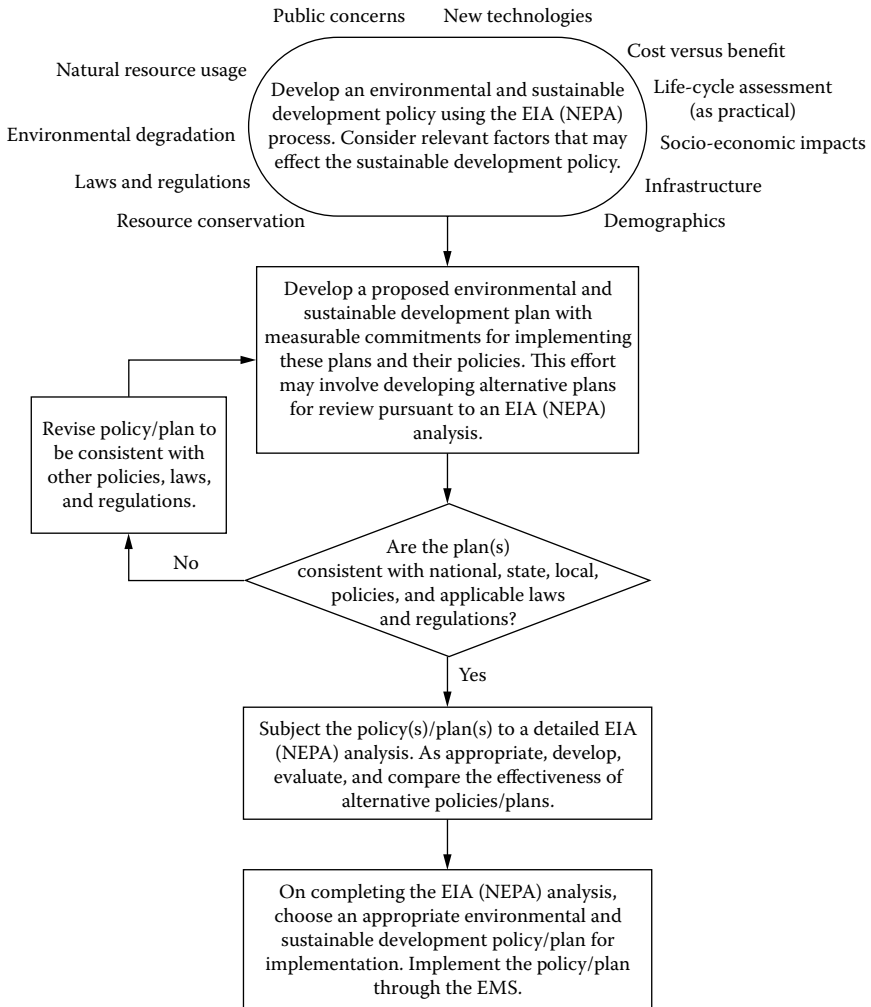 Public concerns
New technologies
Natural resource usage
Cost versus benefit
Environmental degradation
Life-cycle assessment
(as practical)
Laws and regulations
Socio-economic impacts
Resource conservation
Infrastructure
Demographics
Develop an environmental and sustainable
development policy using the EIA (NEPA)
process. Consider relevant factors that may
effect the sustainable development policy.
Develop a proposed environmental and
sustainable development plan with
measurable commitments for implementing
these plans and their policies. This effort
may involve developing alternative plans
for review pursuant to an EIA (NEPA)
analysis.
Revise policy/plan to
be consistent with
other policies, laws,
and regulations.
No
Are the plan(s)
consistent with national, state, local,
policies, and applicable laws
and regulations?
Yes
Subject the policy(s)/plan(s) to a detailed EIA
(NEPA) analysis. As appropriate, develop,
evaluate, and compare the effectiveness of
alternative policies/plans.
On completing the EIA (NEPA) analysis,
choose an appropriate environmental and
sustainable development policy/plan for
implementation. Implement the policy/plan
through the EMS.